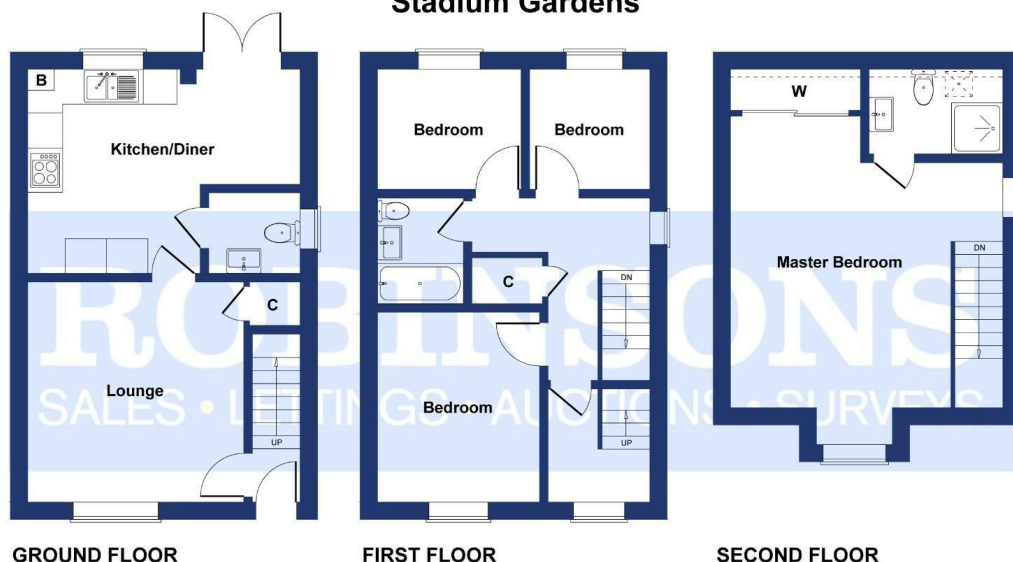 Stadium Gardens
B
Kitchen/Diner
C
Lounge
UP
GROUND FLOOR
Bedroom
Bedroom
C
DN
Bedroom
UP
FIRST FLOOR
W
Master Bedroom
DN
SECOND FLOOR
ROBINSONS
SALES • LETTINGS • AUCTIONS • SURVEYS